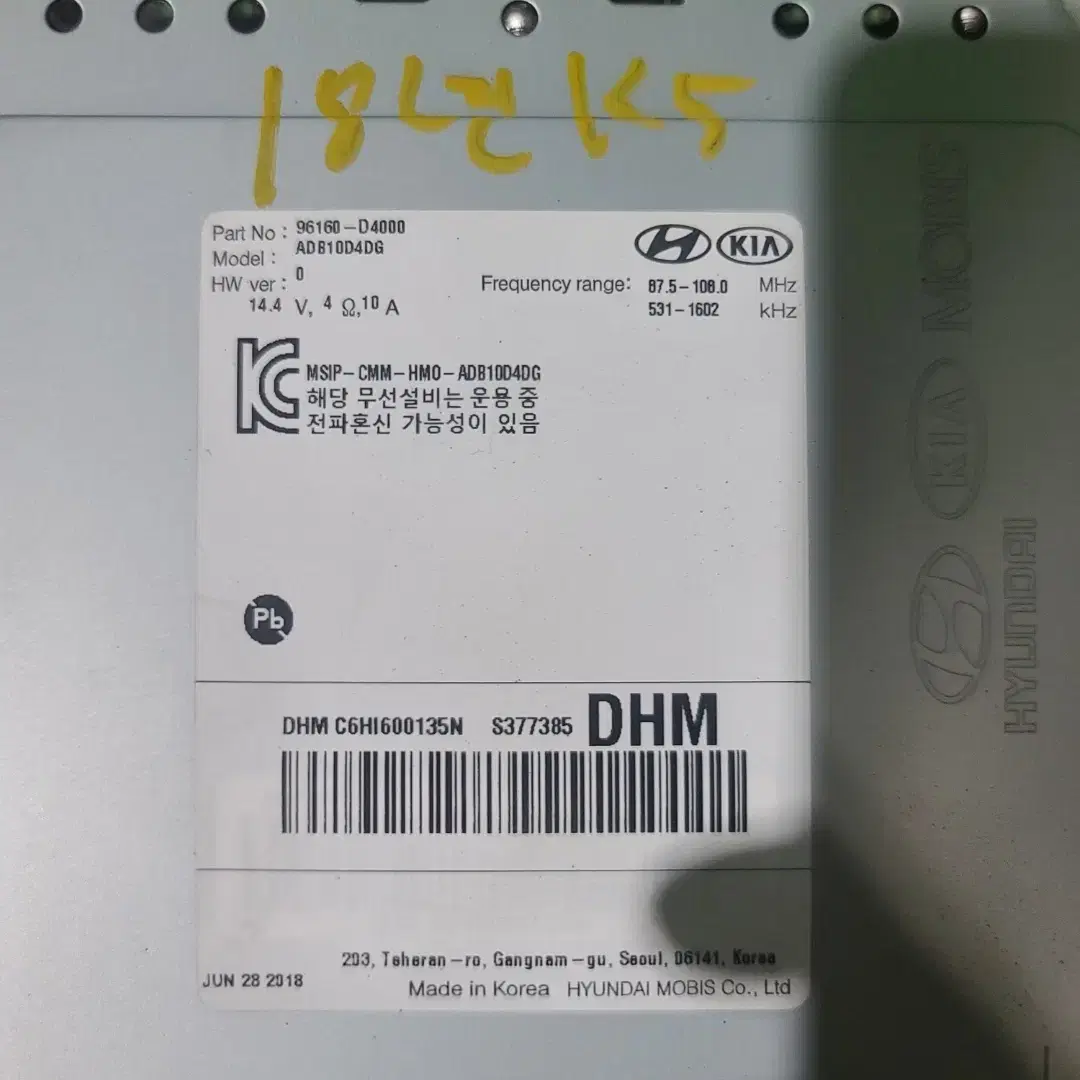 18년 K5
Part No : 96160-D4000
Model : ADB10D4DG
HW ver : 0
14.4 V, 4 Ω,10 A
KIA
Frequency range: 87.5-108.0 MHz
531-1602 kHz
MSIP-CMM-HMO-ADB10D4DG
해당 무선설비는 운용 중
전파혼신 가능성이 있음
Pb
DHM C6HI600135N S377385 DHM
203, Teheran-ro, Gangnam-gu, Seoul, 06141, Korea
JUN 28 2018
Made in Korea HYUNDAI MOBIS Co., Ltd
MOBIS
KIA
HYUNDAI